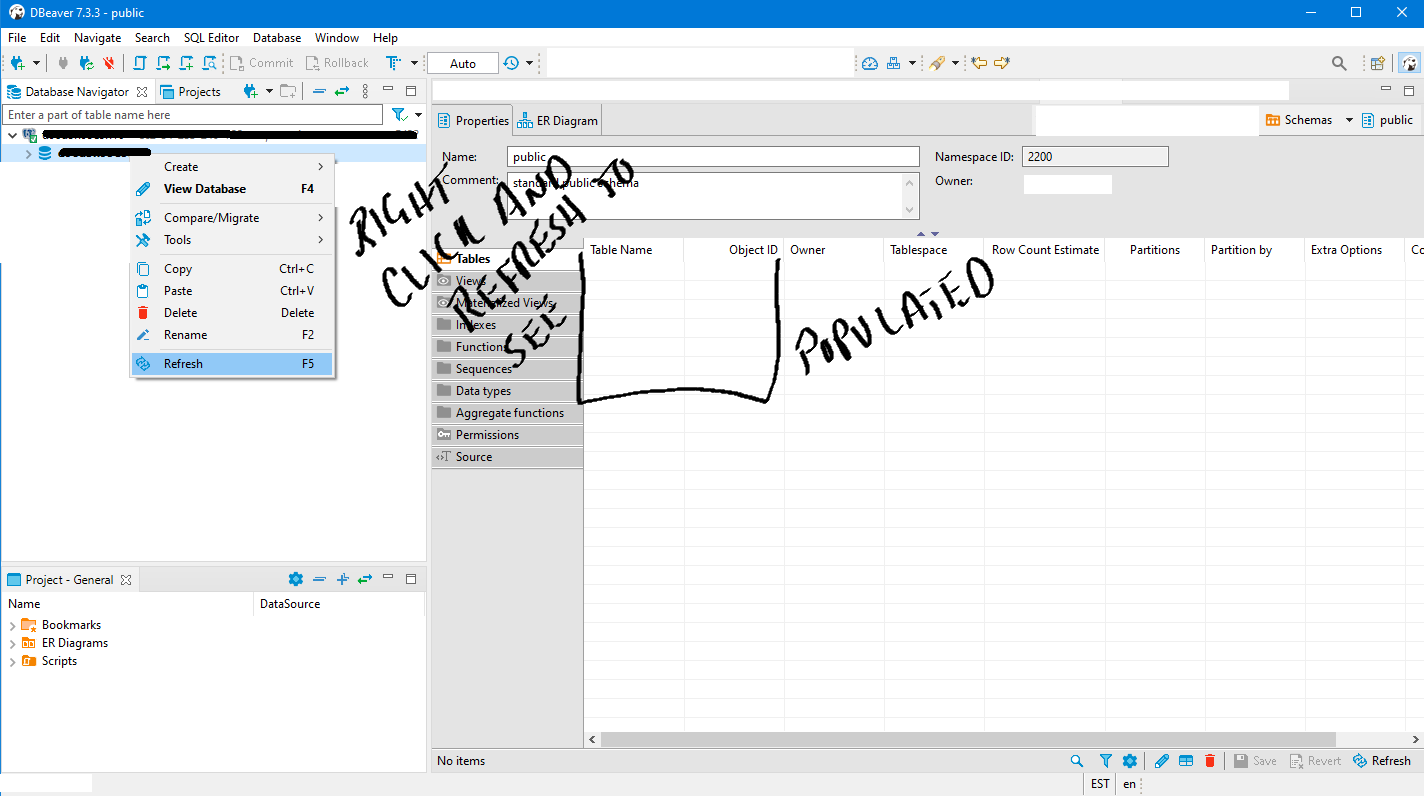 DBeaver 7.3.3 - public
File Edit Navigate Search SQL Editor Database Window Help
Commit Rollback Auto
Database Navigator Projects
Enter a part of table name here
Create
View Database F4
Compare/Migrate
Tools
Copy Ctrl+C
Paste Ctrl+V
Delete Delete
Rename F2
Refresh F5
Properties ER Diagram Schemas public
Name: public Namespace ID: 2200
Comment: standard public schema Owner:
RIGHT
CLICK AND
REFRESH TO
SEE
POPULATED
Tables
Views
Materialized Views
Indexes
Functions
Sequences
Data types
Aggregate functions
Permissions
Source
Table Name Object ID Owner Tablespace Row Count Estimate Partitions Partition by Extra Options Co
Project - General
Name DataSource
Bookmarks
ER Diagrams
Scripts
No items Save Revert Refresh
EST en